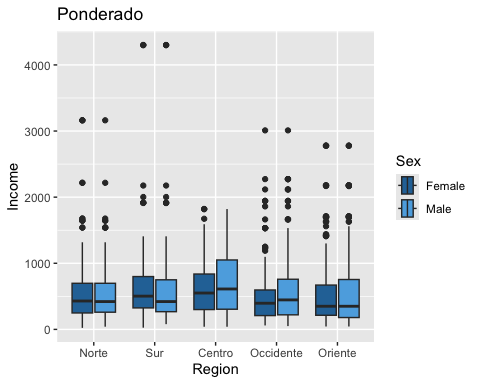 Ponderado
4000
3000
2000
1000
0
Income
Norte Sur Centro Occidente Oriente
Region
Sex
Female
Male